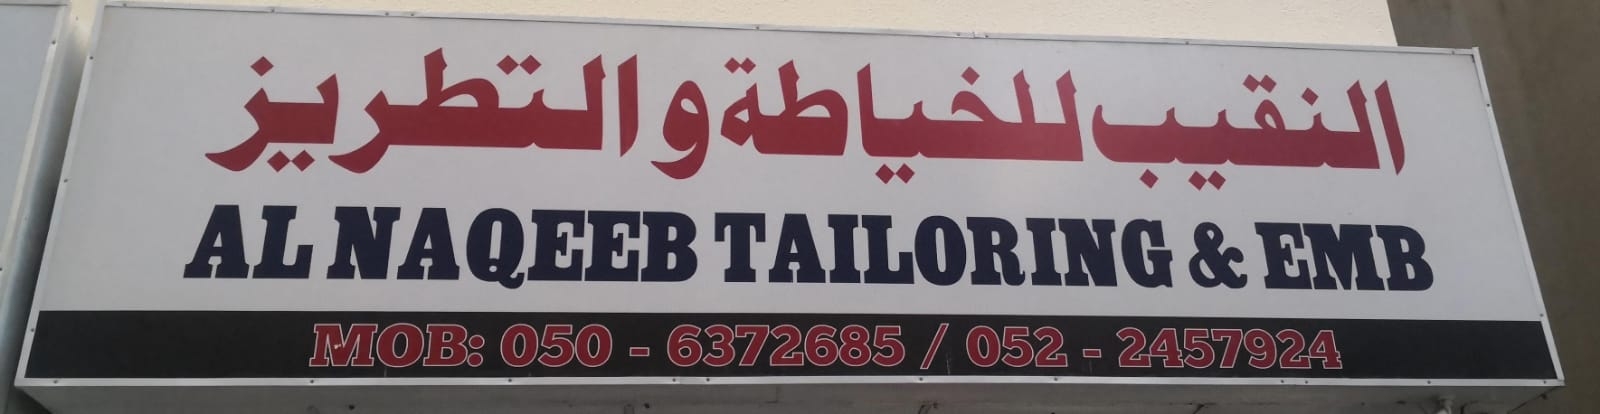 النقيب للخياطة والتطريز
AL NAQEEB TAILORING & EMB
MOB: 050 - 6372685 / 052 - 2457924